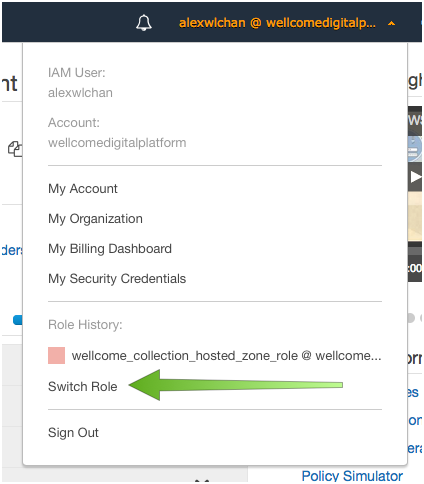 alexwlchan @ wellcomedigitalp...
IAM User:
alexwlchan
Account:
wellcomedigitalplatform
My Account
My Organization
My Billing Dashboard
My Security Credentials
Role History:
wellcome_collection_hosted_zone_role @ wellcome...
Switch Role
Sign Out
Policy Simulator